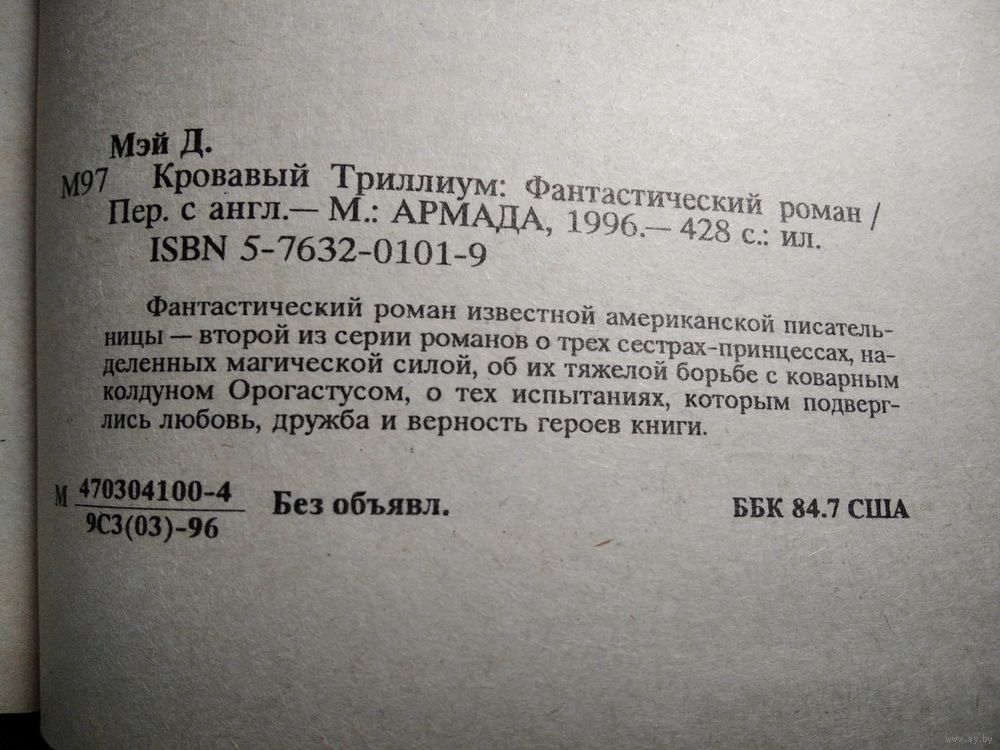 Мэй Д.
М97 Кровавый Триллиум: Фантастический роман /
Пер. с англ.— М.: АРМАДА, 1996.— 428 с.: ил.
ISBN 5-7632-0101-9
Фантастический роман известной американской писатель-
ницы — второй из серии романов о трех сестрах-принцессах, на-
деленных магической силой, об их тяжелой борьбе с коварным
колдуном Орогастусом, о тех испытаниях, которым подверг-
лись любовь, дружба и верность героев книги.
М 470304100-4
9С3(03)-96
Без объявл.
ББК 84.7 США
www.ay.by